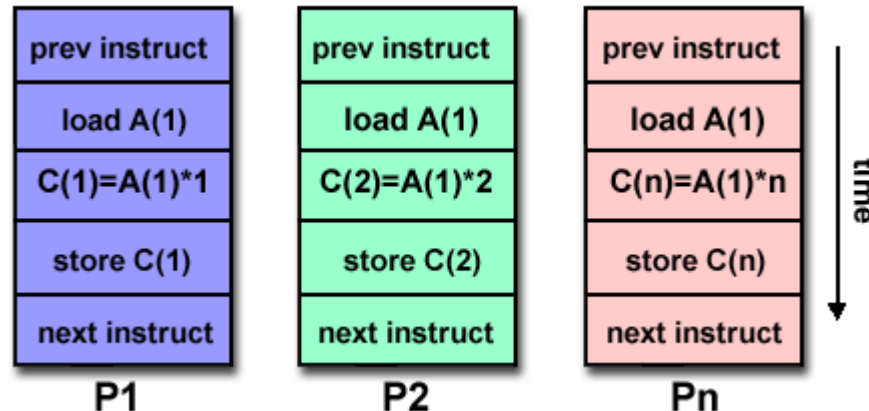 prev instruct prev instruct prev instruct
load A(1) load A(1) load A(1)
C(1)=A(1)*1 C(2)=A(1)*2 C(n)=A(1)*n
store C(1) store C(2) store C(n)
next instruct next instruct next instruct
P1 P2 Pn
time